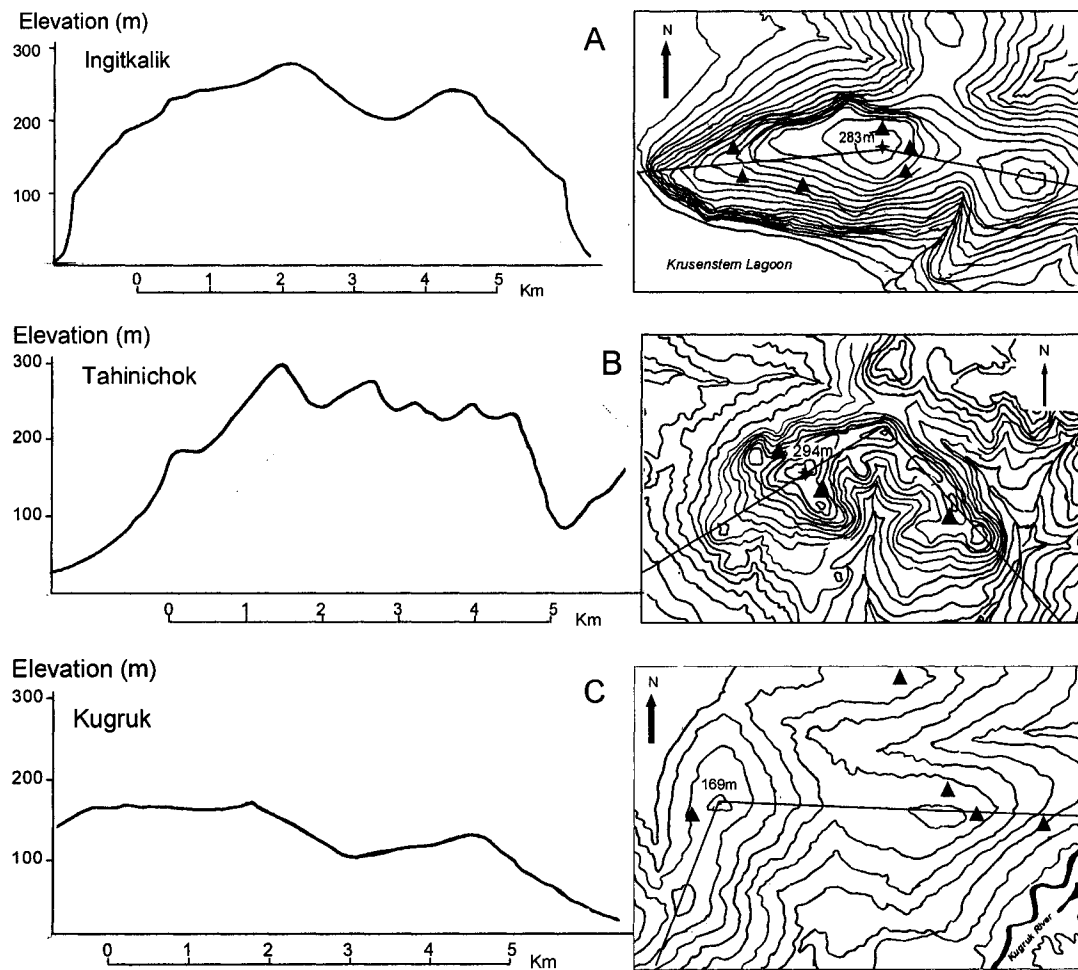 Elevation (m)
300
200
100
Ingitkalik
0 1 2 3 4 5
Km
A
N
283m
Krusenstern Lagoon
Elevation (m)
300
200
100
Tahinichok
0 1 2 3 4 5
Km
B
N
294m
Elevation (m)
300
200
100
Kugruk
0 1 2 3 4 5
Km
C
N
169m
Kugruk River